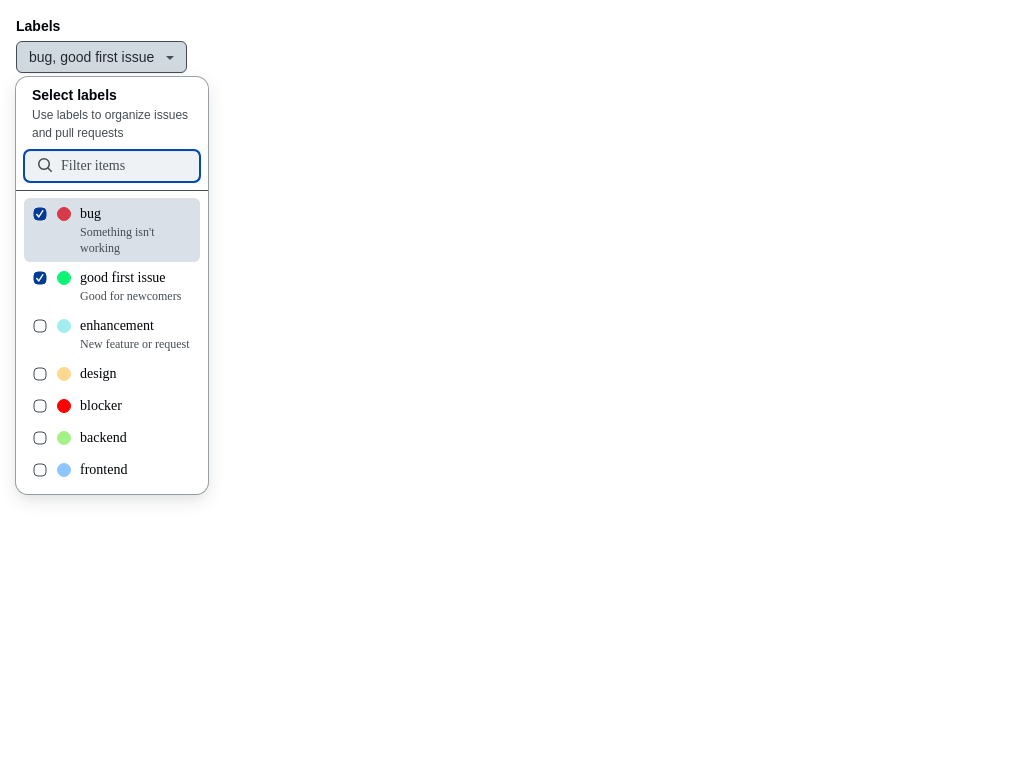 Labels
bug, good first issue
Select labels
Use labels to organize issues
and pull requests
Filter items
bug
Something isn't
working
good first issue
Good for newcomers
enhancement
New feature or request
design
blocker
backend
frontend